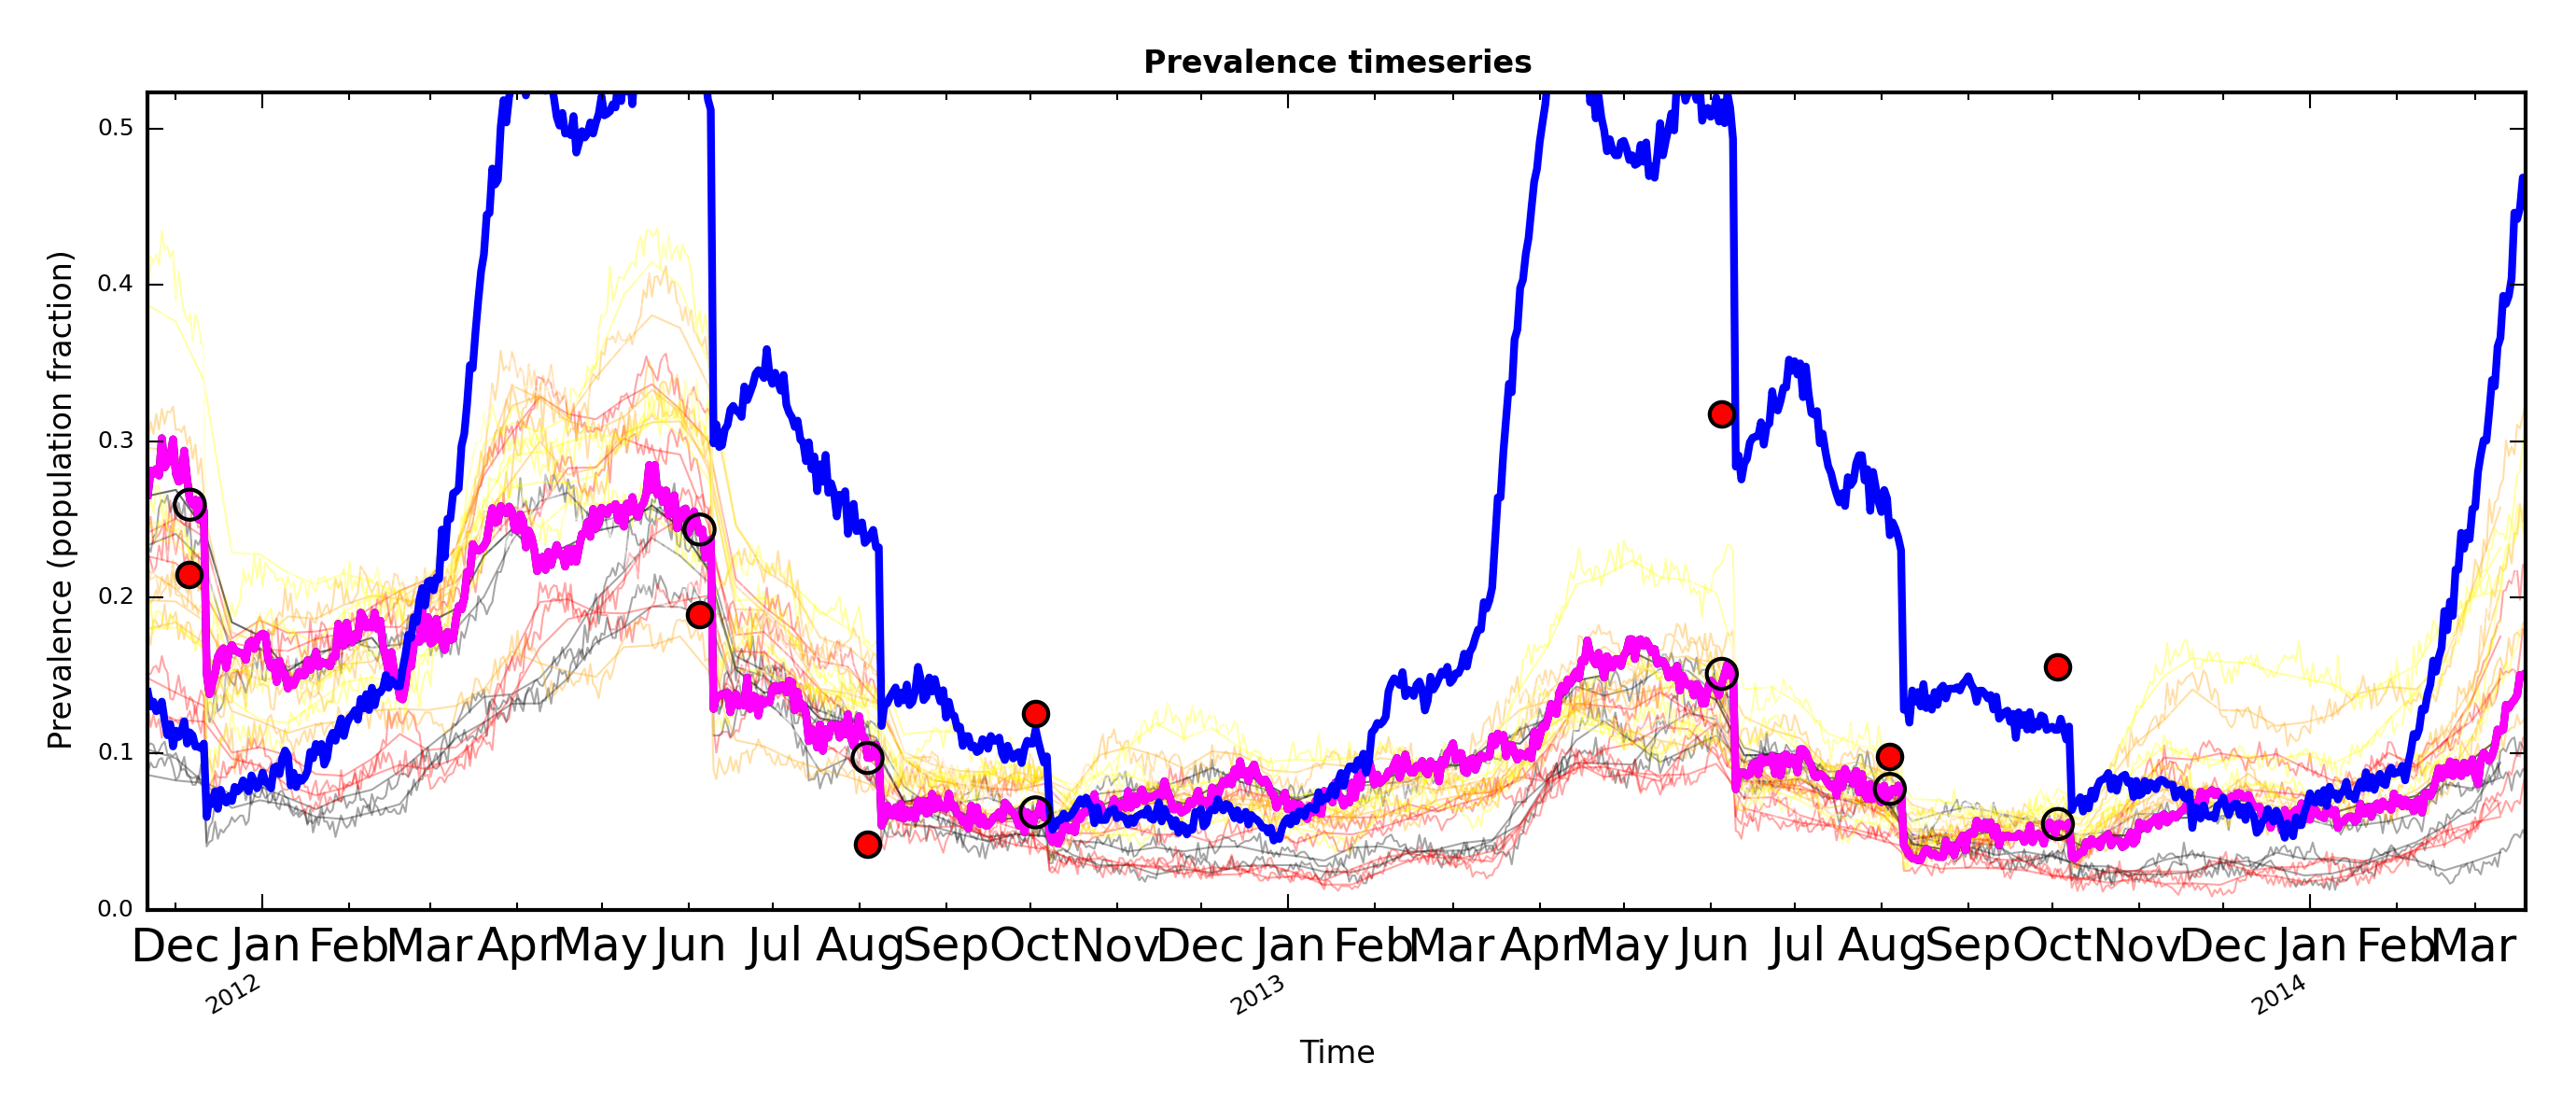 Prevalence timeseries
Prevalence (population fraction)
0.5
0.4
0.3
0.2
0.1
0.0
Dec Jan Feb Mar Apr May Jun Jul Aug Sep Oct Nov Dec Jan Feb Mar Apr May Jun Jul Aug Sep Oct Nov Dec Jan Feb Mar
2012 2013 2014
Time